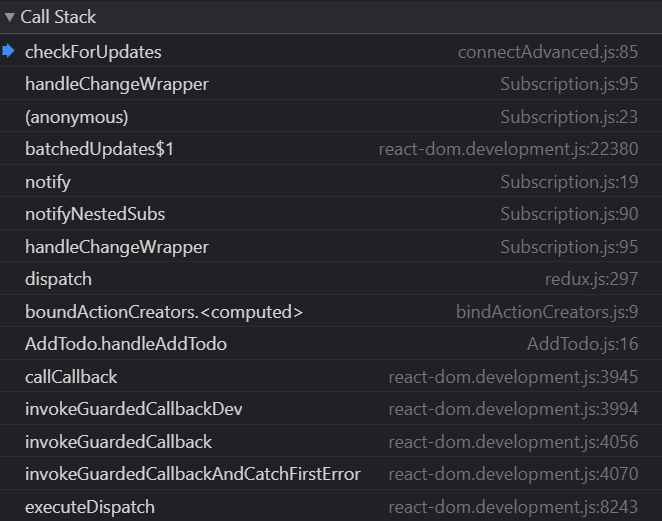 Call Stack
checkForUpdates connectAdvanced.js:85
handleChangeWrapper Subscription.js:95
(anonymous) Subscription.js:23
batchedUpdates$1 react-dom.development.js:22380
notify Subscription.js:19
notifyNestedSubs Subscription.js:90
handleChangeWrapper Subscription.js:95
dispatch redux.js:297
boundActionCreators.<computed> bindActionCreators.js:9
AddTodo.handleAddTodo AddTodo.js:16
callCallback react-dom.development.js:3945
invokeGuardedCallbackDev react-dom.development.js:3994
invokeGuardedCallback react-dom.development.js:4056
invokeGuardedCallbackAndCatchFirstError react-dom.development.js:4070
executeDispatch react-dom.development.js:8243